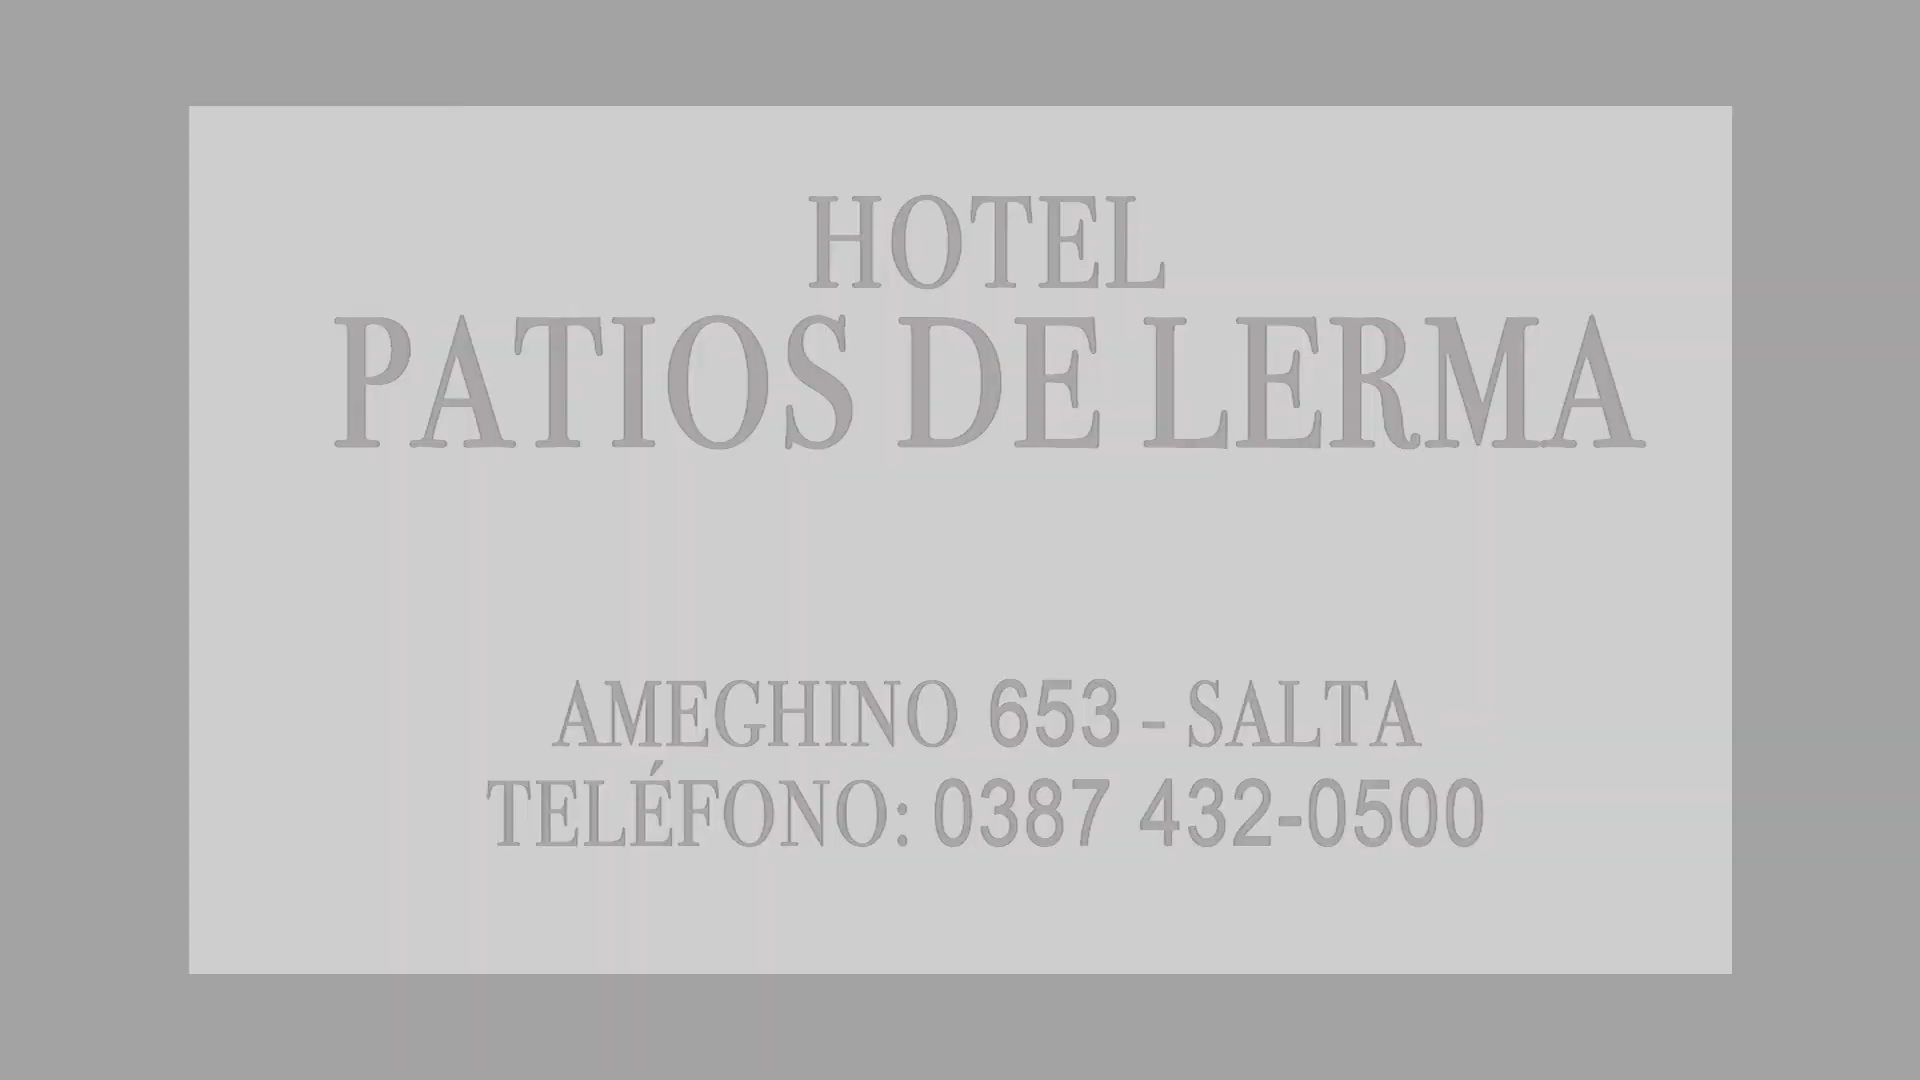 HOTEL
PATIOS DE LERMA
AMEGHINO 653 - SALTA
TELÉFONO: 0387 432-0500